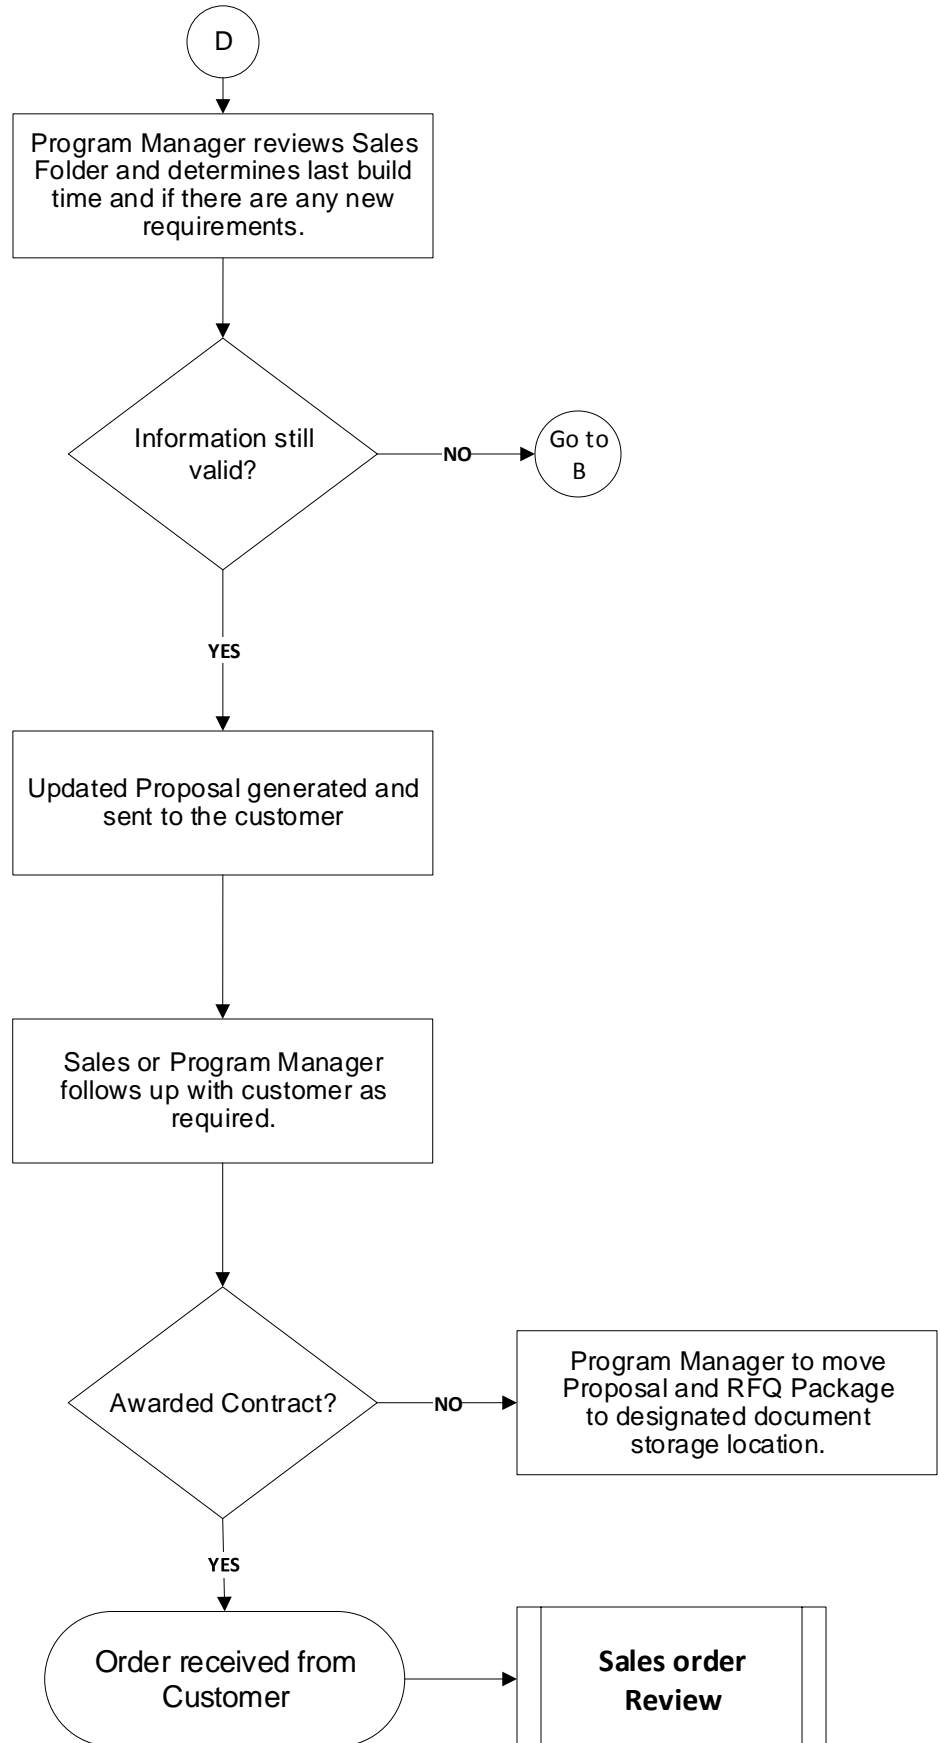 D
Program Manager reviews Sales
Folder and determines last build
time and if there are any new
requirements.
Information still
valid?
NO
Go to
B
YES
Updated Proposal generated and
sent to the customer
Sales or Program Manager
follows up with customer as
required.
Awarded Contract?
NO
Program Manager to move
Proposal and RFQ Package
to designated document
storage location.
YES
Order received from
Customer
Sales order
Review